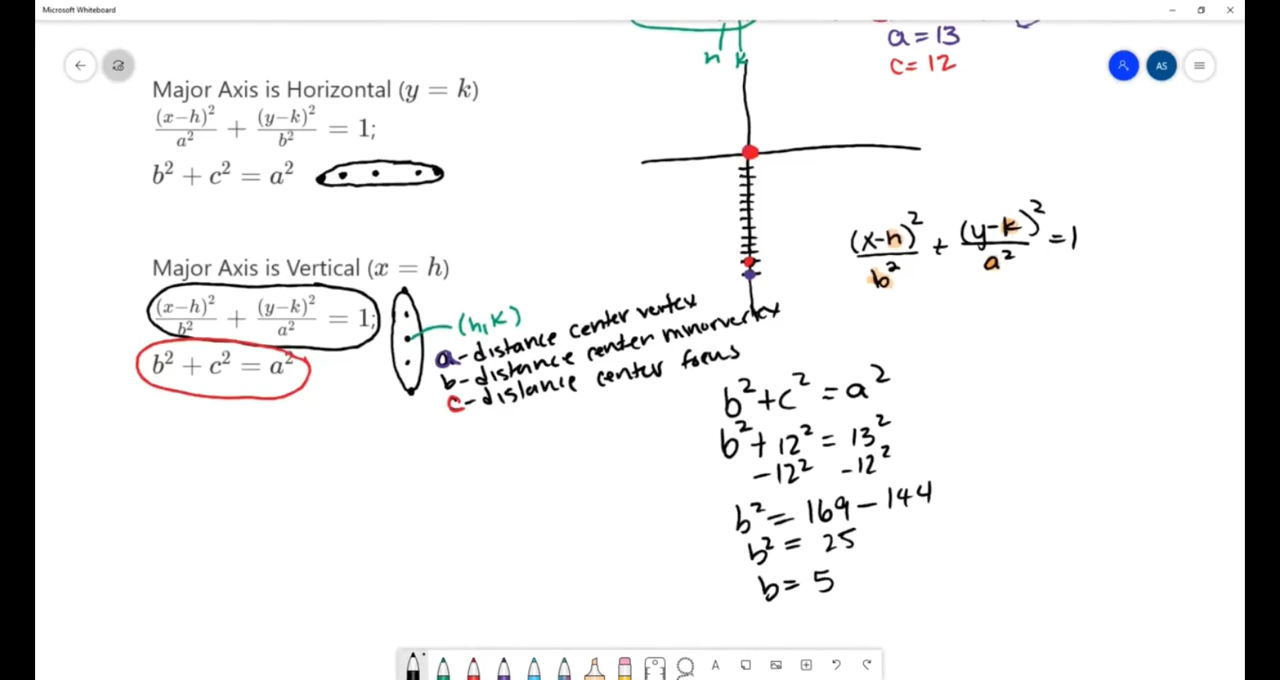 Microsoft Whiteboard
h k
a = 13
c = 12
AS
Major Axis is Horizontal (y = k)
(x−h)²/a² + (y−k)²/b² = 1;
b² + c² = a²
(x-h)²/b² + (y-k)²/a² = 1
Major Axis is Vertical (x = h)
(x−h)²/b² + (y−k)²/a² = 1;
b² + c² = a²
(h,k)
a-distance center vertex
b-distance center minorvertex
c-distance center focus
b² + c² = a²
b² + 12² = 13²
-12² -12²
b² = 169 - 144
b² = 25
b = 5
A